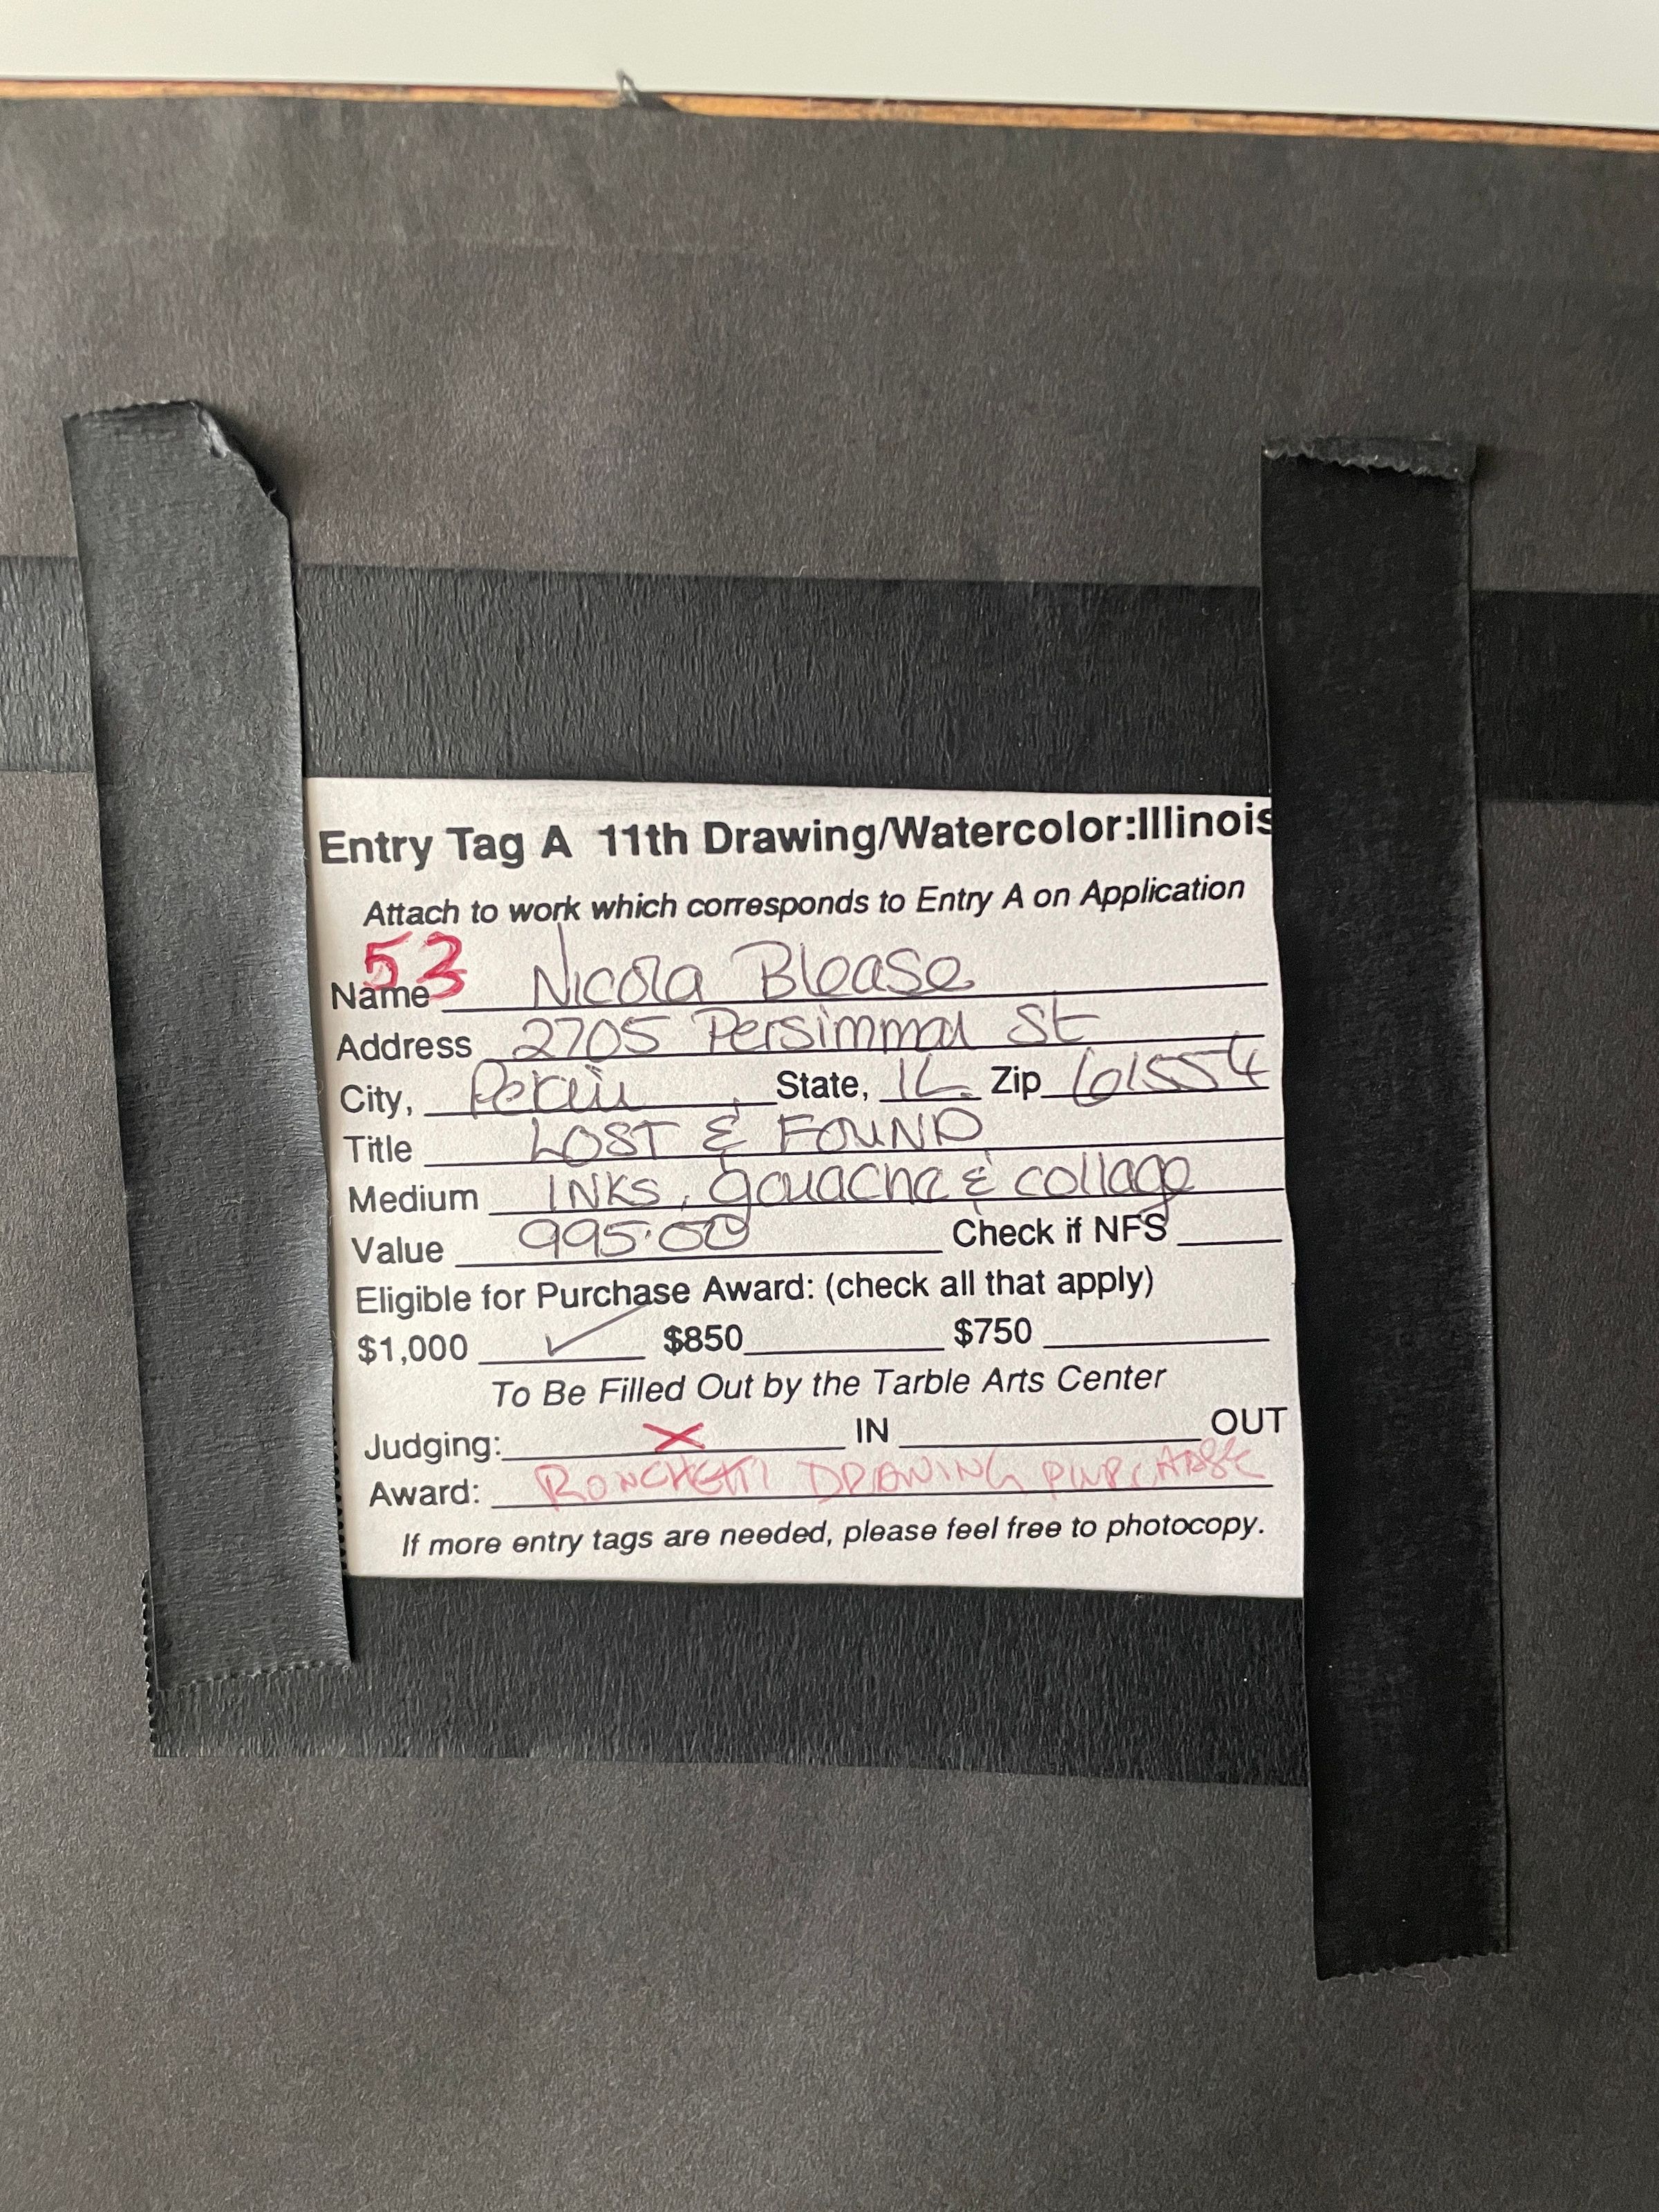 Entry Tag A 11th Drawing/Watercolor:Illinois
Attach to work which corresponds to Entry A on Application
53
Name Nicola Blease
Address 2705 Persimmon St
City, Pekin, State, IL. Zip 61554
Title LOST & FOUND
Medium INKS, gouache & collage
Value 995.00 Check if NFS
Eligible for Purchase Award: (check all that apply)
$1,000 ✓ $850 $750
To Be Filled Out by the Tarble Arts Center
Judging: X IN OUT
Award: RONCHETTI DRAWING PURCHASE
If more entry tags are needed, please feel free to photocopy.